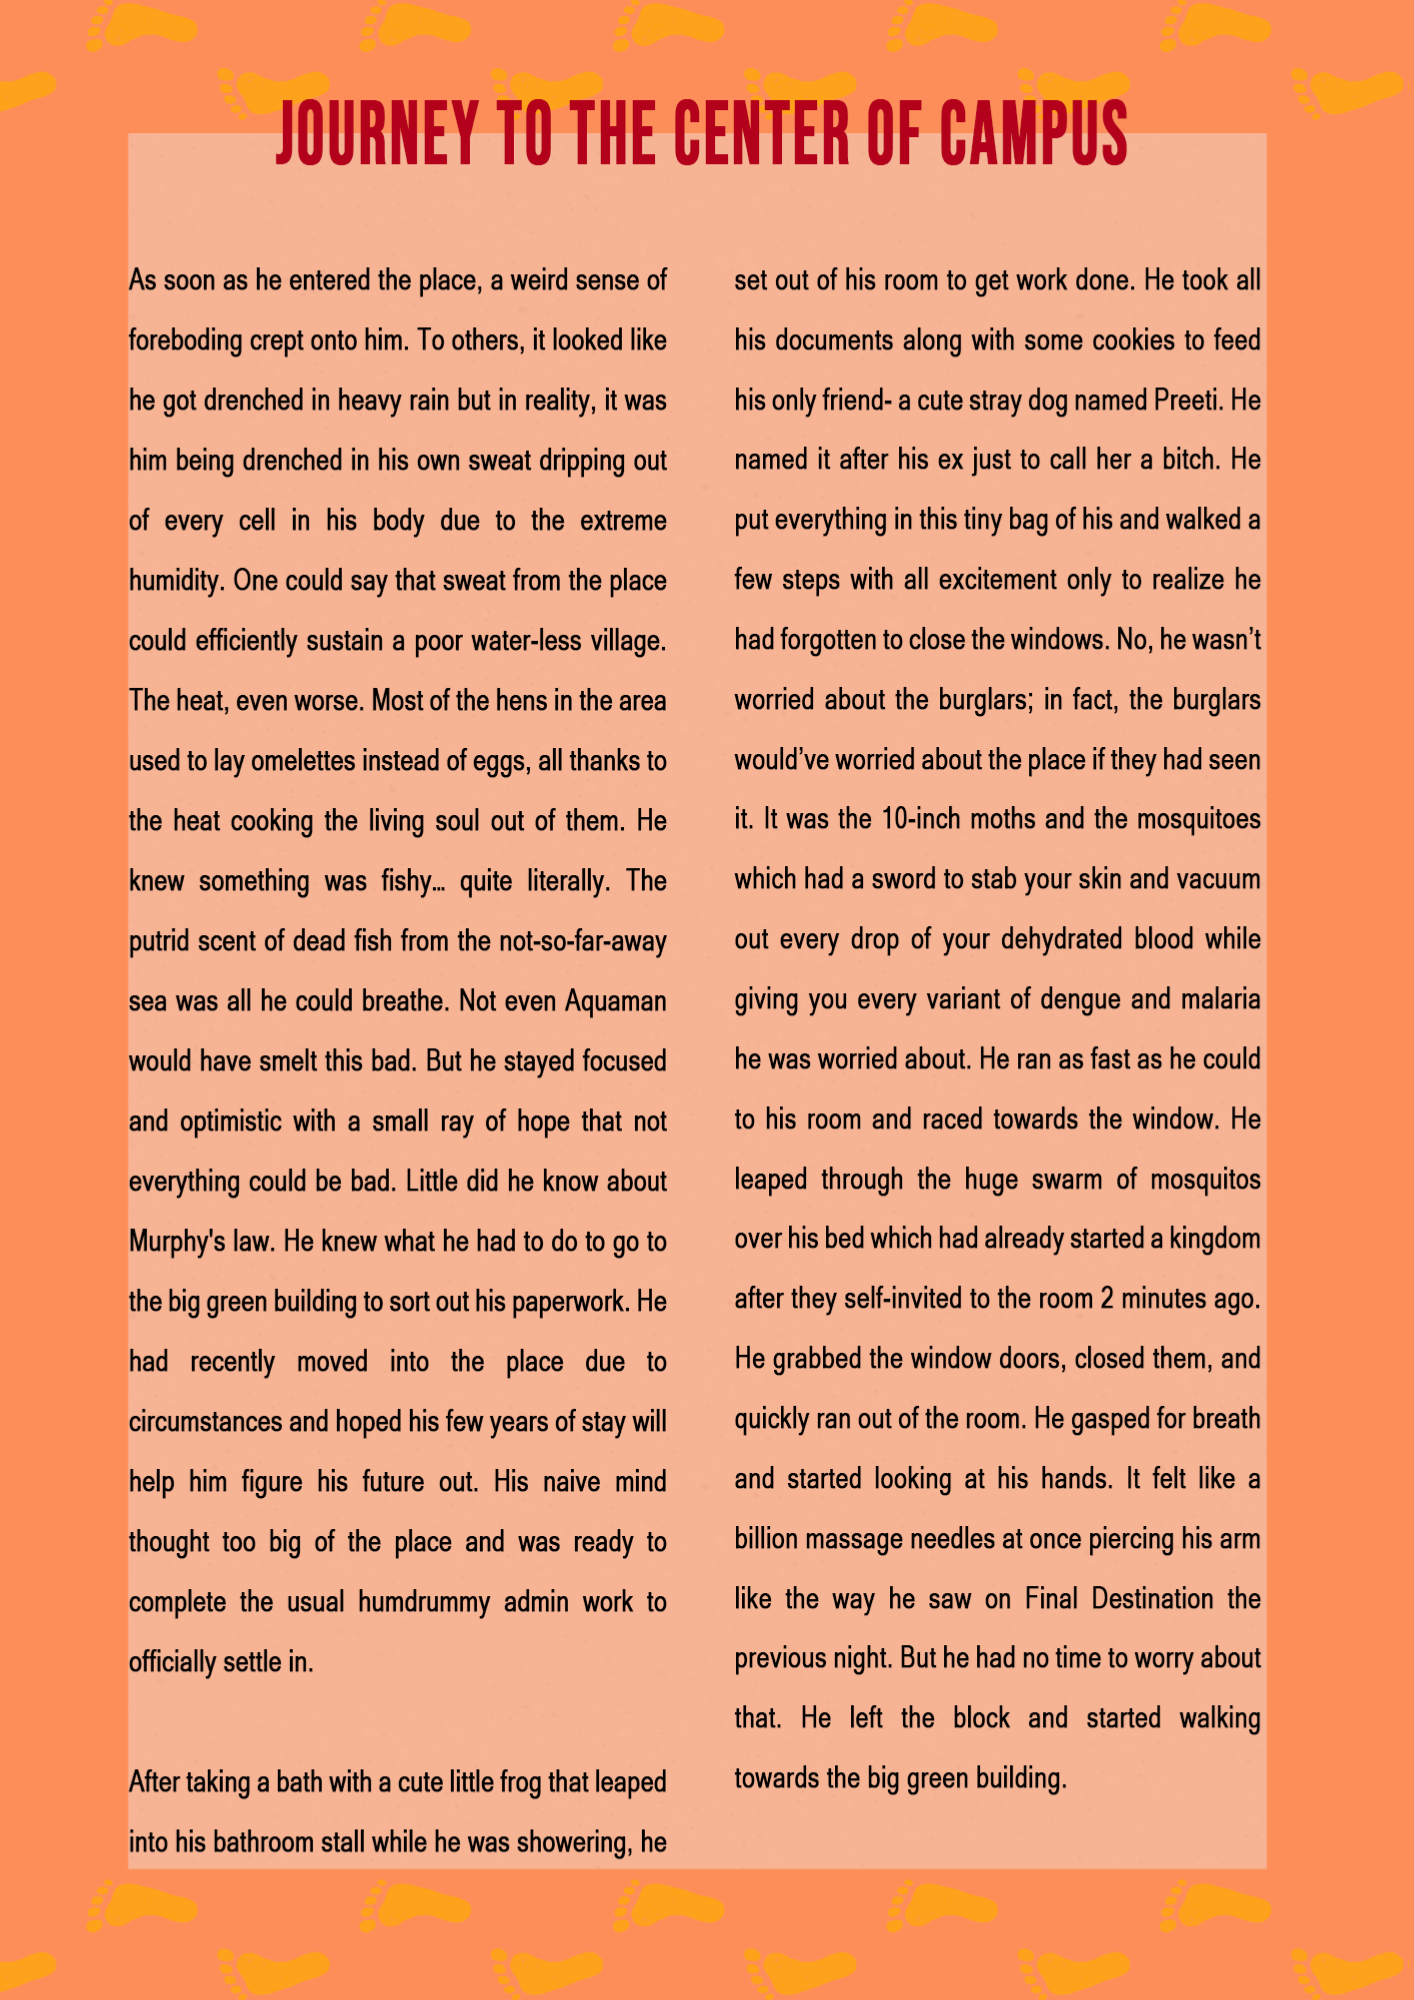 JOURNEY TO THE CENTER OF CAMPUS
As soon as he entered the place, a weird sense of
foreboding crept onto him. To others, it looked like
he got drenched in heavy rain but in reality, it was
him being drenched in his own sweat dripping out
of every cell in his body due to the extreme
humidity. One could say that sweat from the place
could efficiently sustain a poor water-less village.
The heat, even worse. Most of the hens in the area
used to lay omelettes instead of eggs, all thanks to
the heat cooking the living soul out of them. He
knew something was fishy... quite literally. The
putrid scent of dead fish from the not-so-far-away
sea was all he could breathe. Not even Aquaman
would have smelt this bad. But he stayed focused
and optimistic with a small ray of hope that not
everything could be bad. Little did he know about
Murphy's law. He knew what he had to do to go to
the big green building to sort out his paperwork. He
had recently moved into the place due to
circumstances and hoped his few years of stay will
help him figure his future out. His naive mind
thought too big of the place and was ready to
complete the usual humdrummy admin work to
officially settle in.
After taking a bath with a cute little frog that leaped
into his bathroom stall while he was showering, he
set out of his room to get work done. He took all
his documents along with some cookies to feed
his only friend- a cute stray dog named Preeti. He
named it after his ex just to call her a bitch. He
put everything in this tiny bag of his and walked a
few steps with all excitement only to realize he
had forgotten to close the windows. No, he wasn’t
worried about the burglars; in fact, the burglars
would’ve worried about the place if they had seen
it. It was the 10-inch moths and the mosquitoes
which had a sword to stab your skin and vacuum
out every drop of your dehydrated blood while
giving you every variant of dengue and malaria
he was worried about. He ran as fast as he could
to his room and raced towards the window. He
leaped through the huge swarm of mosquitos
over his bed which had already started a kingdom
after they self-invited to the room 2 minutes ago.
He grabbed the window doors, closed them, and
quickly ran out of the room. He gasped for breath
and started looking at his hands. It felt like a
billion massage needles at once piercing his arm
like the way he saw on Final Destination the
previous night. But he had no time to worry about
that. He left the block and started walking
towards the big green building.